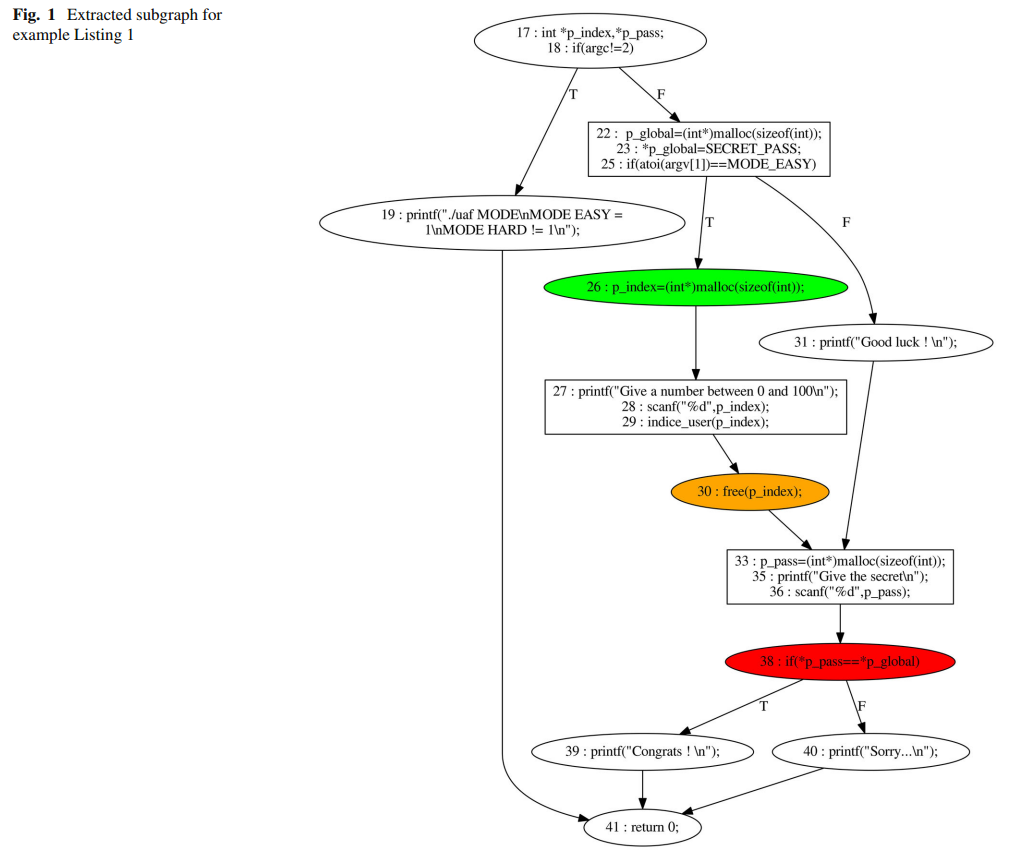 Fig. 1 Extracted subgraph for
example Listing 1
17 : int *p_index,*p_pass;
18 : if(argc!=2)
T
F
22 :  p_global=(int*)malloc(sizeof(int));
23 : *p_global=SECRET_PASS;
25 : if(atoi(argv[1])==MODE_EASY)
19 : printf("./uaf MODE\nMODE EASY =
1\nMODE HARD != 1\n");
T
F
26 : p_index=(int*)malloc(sizeof(int));
31 : printf("Good luck ! \n");
27 : printf("Give a number between 0 and 100\n");
28 : scanf("%d",p_index);
29 : indice_user(p_index);
30 : free(p_index);
33 : p_pass=(int*)malloc(sizeof(int));
35 : printf("Give the secret\n");
36 : scanf("%d",p_pass);
38 : if(*p_pass==*p_global)
T
F
39 : printf("Congrats ! \n");
40 : printf("Sorry...\n");
41 : return 0;